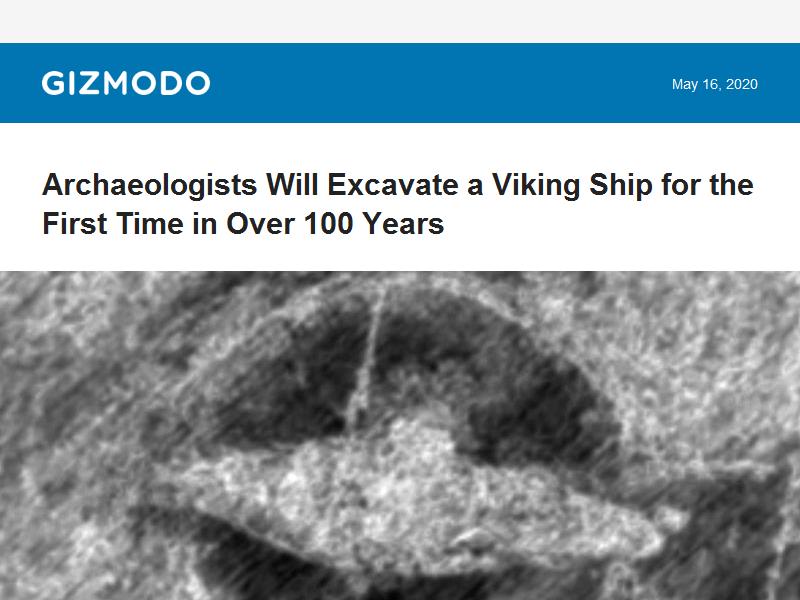 GIZMODO
May 16, 2020
Archaeologists Will Excavate a Viking Ship for the
First Time in Over 100 Years